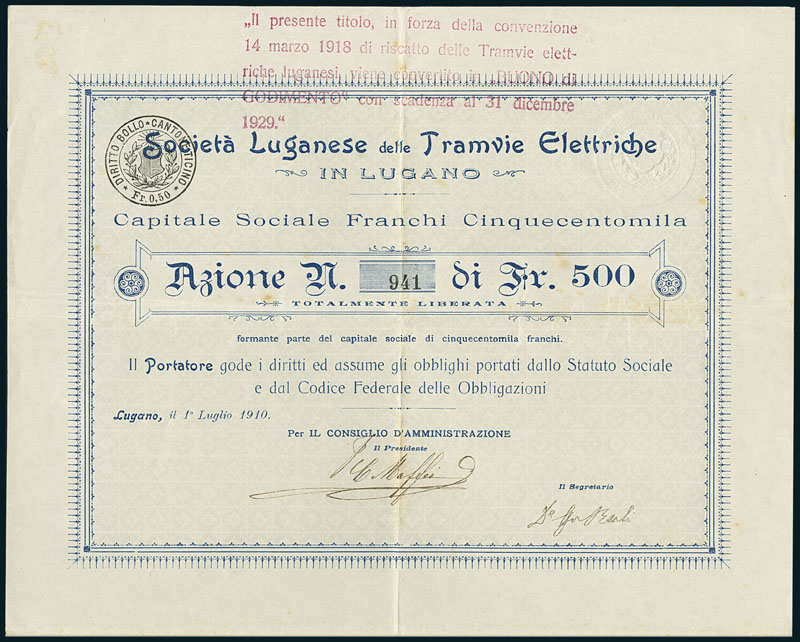 „Il presente titolo, in forza della convenzione
14 marzo 1918 di riscatto delle Tramvie elett-
riche luganesi, viene convertito in „BUONO di
GODIMENTO“ con scadenza al 31 dicembre
1929.“
DIRITTO BOLLO * CANTON TICINO *
Fr. 0,50
Società Luganese delle Tramvie Elettriche
IN LUGANO
Capitale Sociale Franchi Cinquecentomila
Azione N. 941 di Fr. 500
TOTALMENTE LIBERATA
formante parte del capitale sociale di cinquecentomila franchi.
Il Portatore gode i diritti ed assume gli obblighi portati dallo Statuto Sociale
e dal Codice Federale delle Obbligazioni
Lugano, il 1º Luglio 1910.
Per IL CONSIGLIO D'AMMINISTRAZIONE
Il Presidente
Maffei
Il Segretario